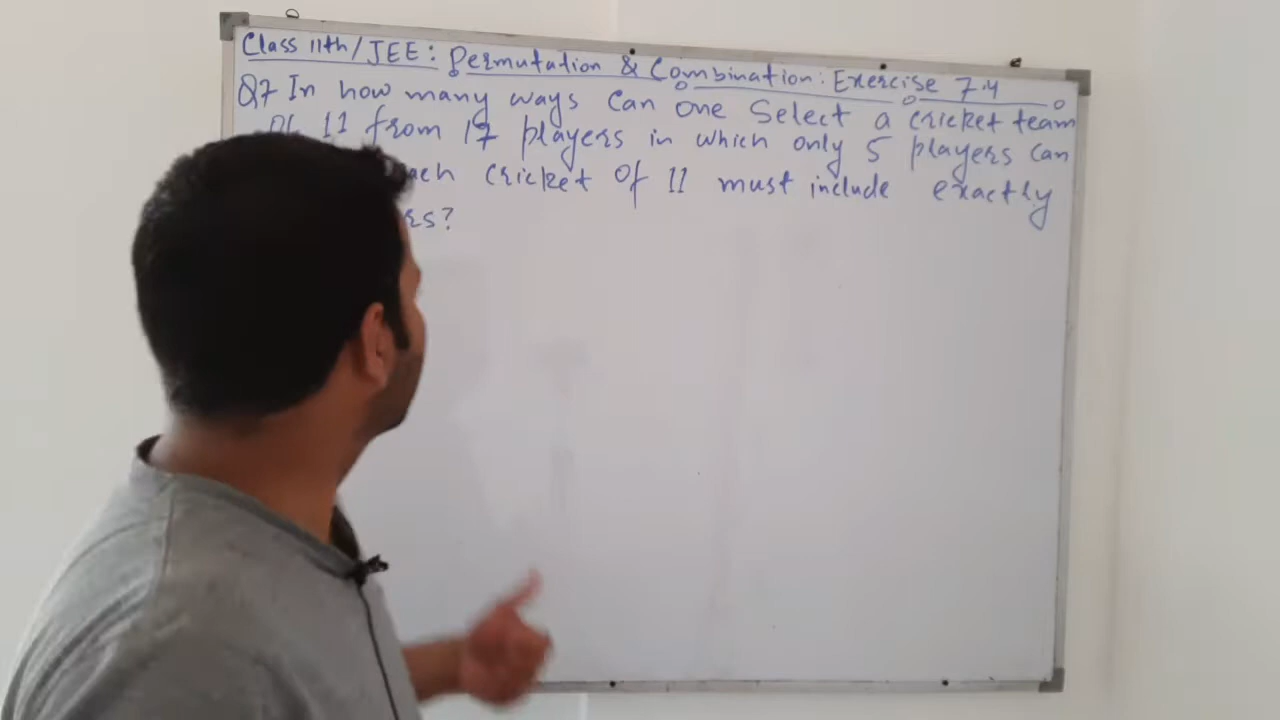 Class 11th/JEE: Permutation & Combination: Exercise 7.4
Q7 In how many ways can one select a cricket team
of 11 from 17 players in which only 5 players can
cricket of 11 must include exactly